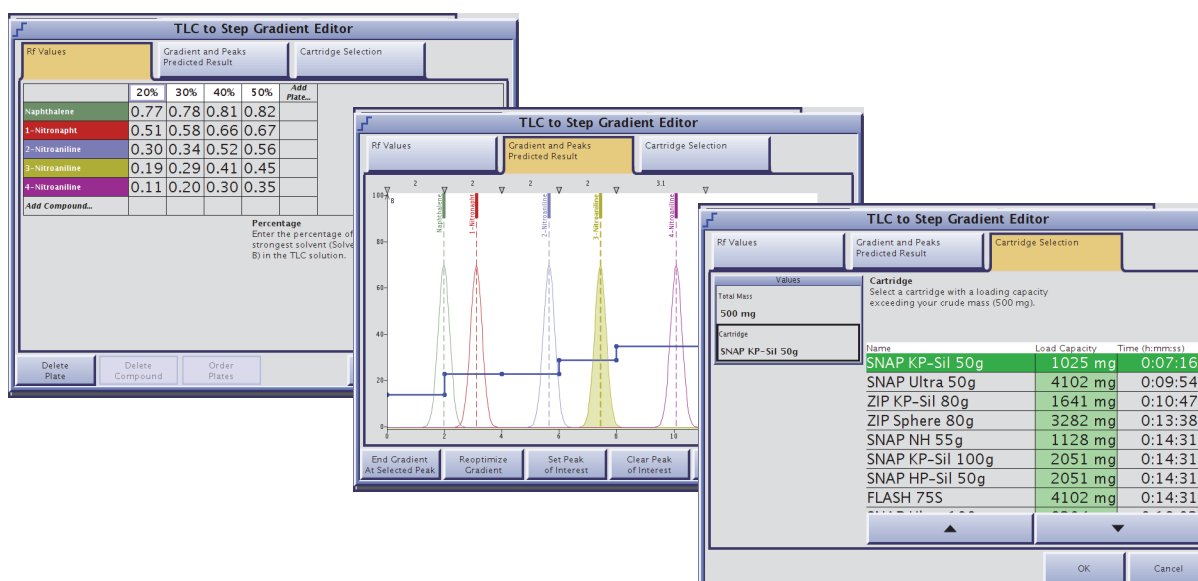 TLC to Step Gradient Editor
Rf Values
Gradient and Peaks
Predicted Result
Cartridge Selection
20% 30% 40% 50% Add
Plate...
Naphthalene 0.77 0.78 0.81 0.82
1-Nitronapht 0.51 0.58 0.66 0.67
2-Nitroaniline 0.30 0.34 0.52 0.56
3-Nitroaniline 0.19 0.29 0.41 0.45
4-Nitroaniline 0.11 0.20 0.30 0.35
Add Compound...
Percentage
Enter the percentage of
strongest solvent (Solve
B) in the TLC solution.
Delete
Plate
Delete
Compound
Order
Plates
TLC to Step Gradient Editor
Rf Values
Gradient and Peaks
Predicted Result
Cartridge Selection
2 2 2 2 3.1
100
B
80
60
40
20
0
Naphthalene
1-Nitronapht
2-Nitroaniline
3-Nitroaniline
4-Nitroaniline
0 2 4 6 8 10
End Gradient
At Selected Peak
Reoptimize
Gradient
Set Peak
of Interest
Clear Peak
of Interest
TLC to Step Gradient Editor
Rf Values
Gradient and Peaks
Predicted Result
Cartridge Selection
Values
Total Mass
500 mg
Cartridge
SNAP KP-Sil 50g
Cartridge
Select a cartridge with a loading capacity
exceeding your crude mass (500 mg).
Name Load Capacity Time (h:mm:ss)
SNAP KP-Sil 50g 1025 mg 0:07:16
SNAP Ultra 50g 4102 mg 0:09:54
ZIP KP-Sil 80g 1641 mg 0:10:47
ZIP Sphere 80g 3282 mg 0:13:38
SNAP NH 55g 1128 mg 0:14:31
SNAP KP-Sil 100g 2051 mg 0:14:31
SNAP HP-Sil 50g 2051 mg 0:14:31
FLASH 75S 4102 mg 0:14:31
OK
Cancel